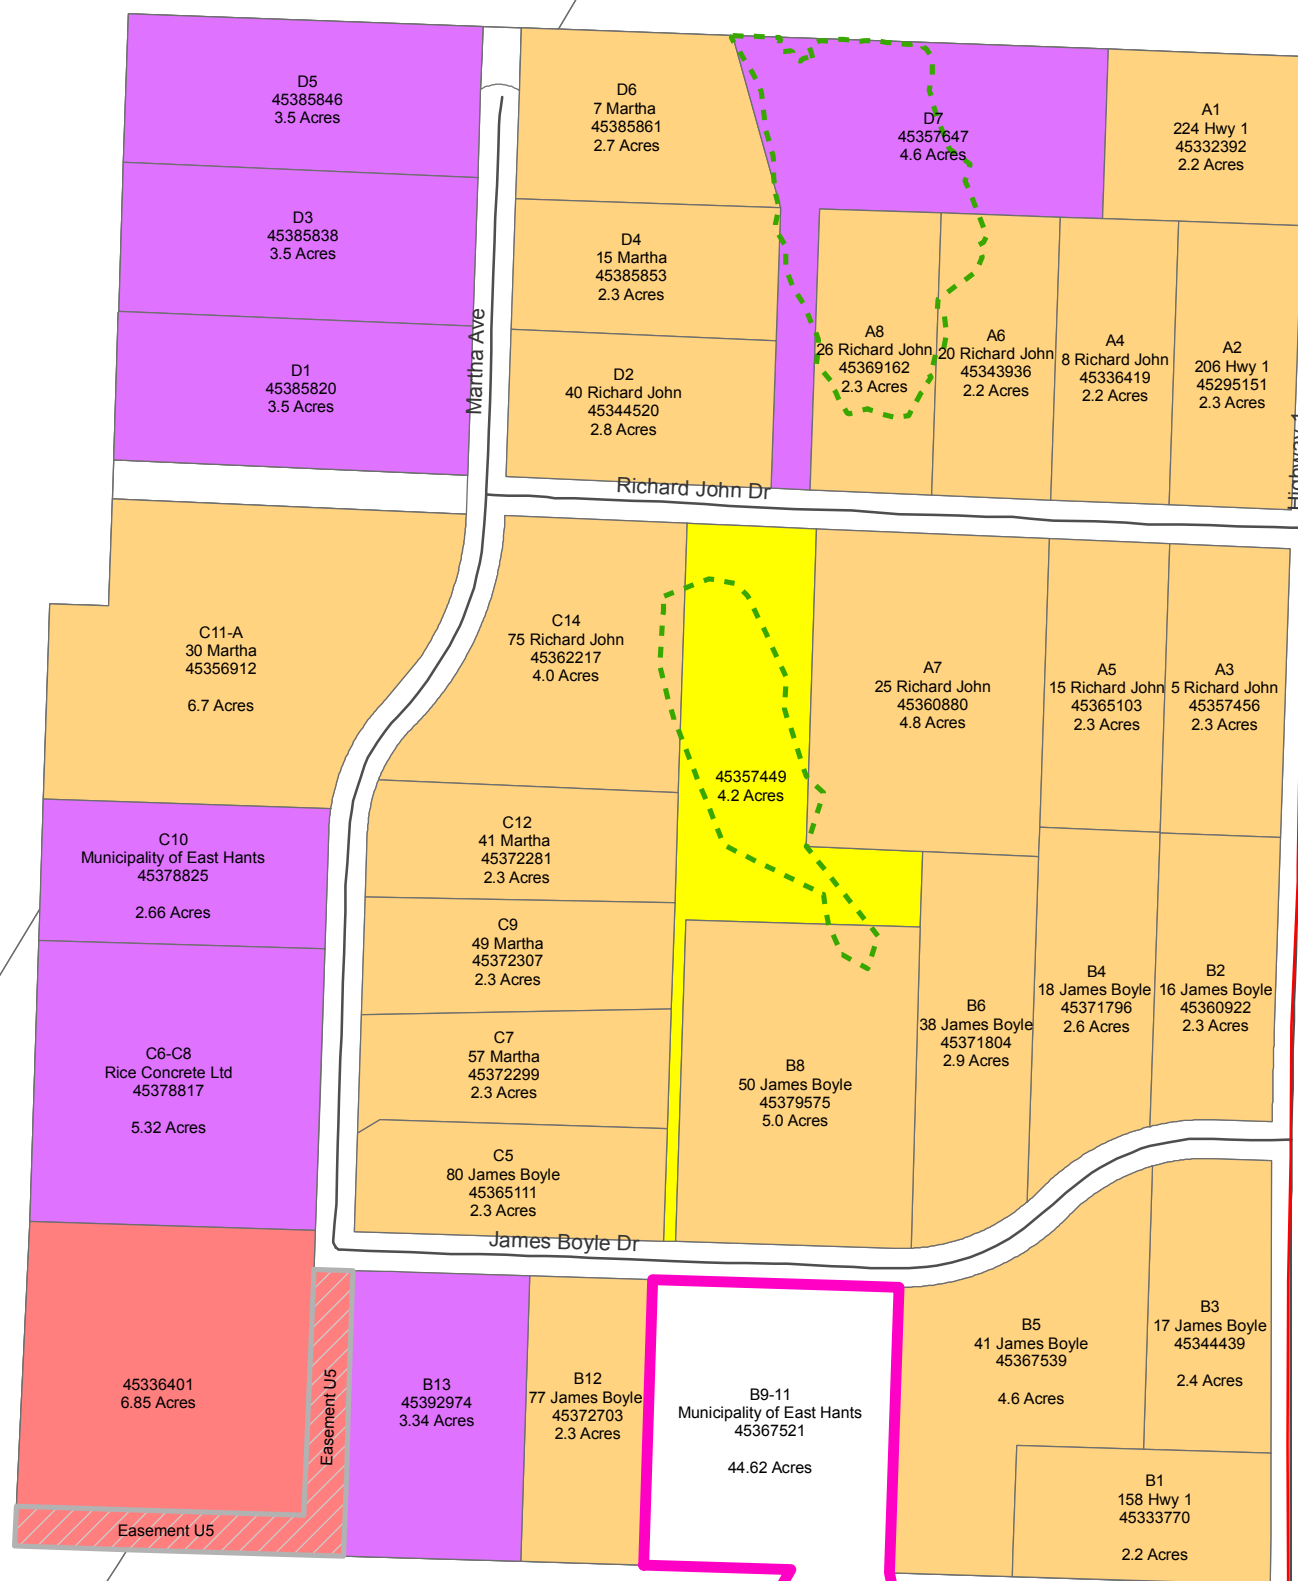 D5
45385846
3.5 Acres
D6
7 Martha
45385861
2.7 Acres
D7
45357647
4.6 Acres
A1
224 Hwy 1
45332392
2.2 Acres
D3
45385838
3.5 Acres
D4
15 Martha
45385853
2.3 Acres
D1
45385820
3.5 Acres
Martha Ave
D2
40 Richard John
45344520
2.8 Acres
A8
26 Richard John
45369162
2.3 Acres
A6
20 Richard John
45343936
2.2 Acres
A4
8 Richard John
45336419
2.2 Acres
A2
206 Hwy 1
45295151
2.3 Acres
Highway 1
Richard John Dr
C11-A
30 Martha
45356912
6.7 Acres
C14
75 Richard John
45362217
4.0 Acres
45357449
4.2 Acres
A7
25 Richard John
45360880
4.8 Acres
A5
15 Richard John
45365103
2.3 Acres
A3
5 Richard John
45357456
2.3 Acres
C10
Municipality of East Hants
45378825
2.66 Acres
C12
41 Martha
45372281
2.3 Acres
C9
49 Martha
45372307
2.3 Acres
C6-C8
Rice Concrete Ltd
45378817
5.32 Acres
C7
57 Martha
45372299
2.3 Acres
B8
50 James Boyle
45379575
5.0 Acres
B6
38 James Boyle
45371804
2.9 Acres
B4
18 James Boyle
45371796
2.6 Acres
B2
16 James Boyle
45360922
2.3 Acres
C5
80 James Boyle
45365111
2.3 Acres
James Boyle Dr
45336401
6.85 Acres
Easement U5
Easement U5
B13
45392974
3.34 Acres
B12
77 James Boyle
45372703
2.3 Acres
B9-11
Municipality of East Hants
45367521
44.62 Acres
B5
41 James Boyle
45367539
4.6 Acres
B3
17 James Boyle
45344439
2.4 Acres
B1
158 Hwy 1
45333770
2.2 Acres